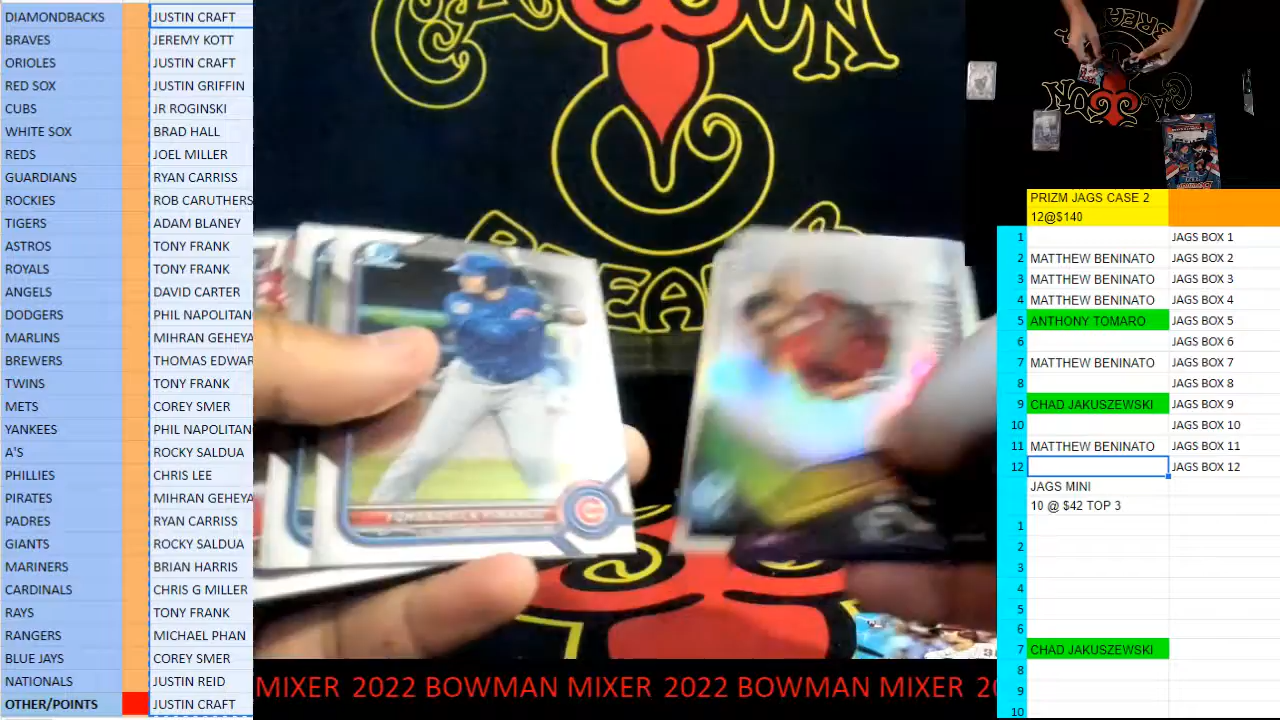 DIAMONDBACKS JUSTIN CRAFT
BRAVES JEREMY KOTT
ORIOLES JUSTIN CRAFT
RED SOX JUSTIN GRIFFIN
CUBS JR ROGINSKI
WHITE SOX BRAD HALL
REDS JOEL MILLER
GUARDIANS RYAN CARRISS
ROCKIES ROB CARUTHERS
TIGERS ADAM BLANEY
ASTROS TONY FRANK
ROYALS TONY FRANK
ANGELS DAVID CARTER
DODGERS PHIL NAPOLITAN
MARLINS MIHRAN GEHEYA
BREWERS THOMAS EDWAR
TWINS TONY FRANK
METS COREY SMER
YANKEES PHIL NAPOLITAN
A'S ROCKY SALDUA
PHILLIES CHRIS LEE
PIRATES MIHRAN GEHEYA
PADRES RYAN CARRISS
GIANTS ROCKY SALDUA
MARINERS BRIAN HARRIS
CARDINALS CHRIS G MILLER
RAYS TONY FRANK
RANGERS MICHAEL PHAN
BLUE JAYS COREY SMER
NATIONALS JUSTIN REID
OTHER/POINTS JUSTIN CRAFT
MIXER 2022 BOWMAN MIXER 2022 BOWMAN MIXER 20
PRIZM JAGS CASE 2
12@$140
1 JAGS BOX 1
2 MATTHEW BENINATO JAGS BOX 2
3 MATTHEW BENINATO JAGS BOX 3
4 MATTHEW BENINATO JAGS BOX 4
5 ANTHONY TOMARO JAGS BOX 5
6 JAGS BOX 6
7 MATTHEW BENINATO JAGS BOX 7
8 JAGS BOX 8
9 CHAD JAKUSZEWSKI JAGS BOX 9
10 JAGS BOX 10
11 MATTHEW BENINATO JAGS BOX 11
12 JAGS BOX 12
JAGS MINI
10 @ $42 TOP 3
1
2
3
4
5
6
7 CHAD JAKUSZEWSKI
8
9
10